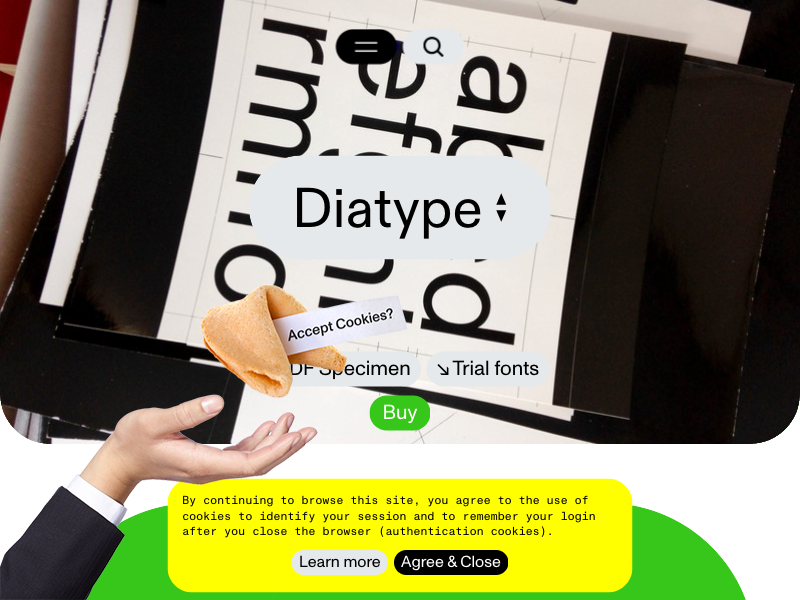 Diatype
Accept Cookies?
DF Specimen
Trial fonts
Buy
By continuing to browse this site, you agree to the use of
cookies to identify your session and to remember your login
after you close the browser (authentication cookies).
Learn more
Agree & Close